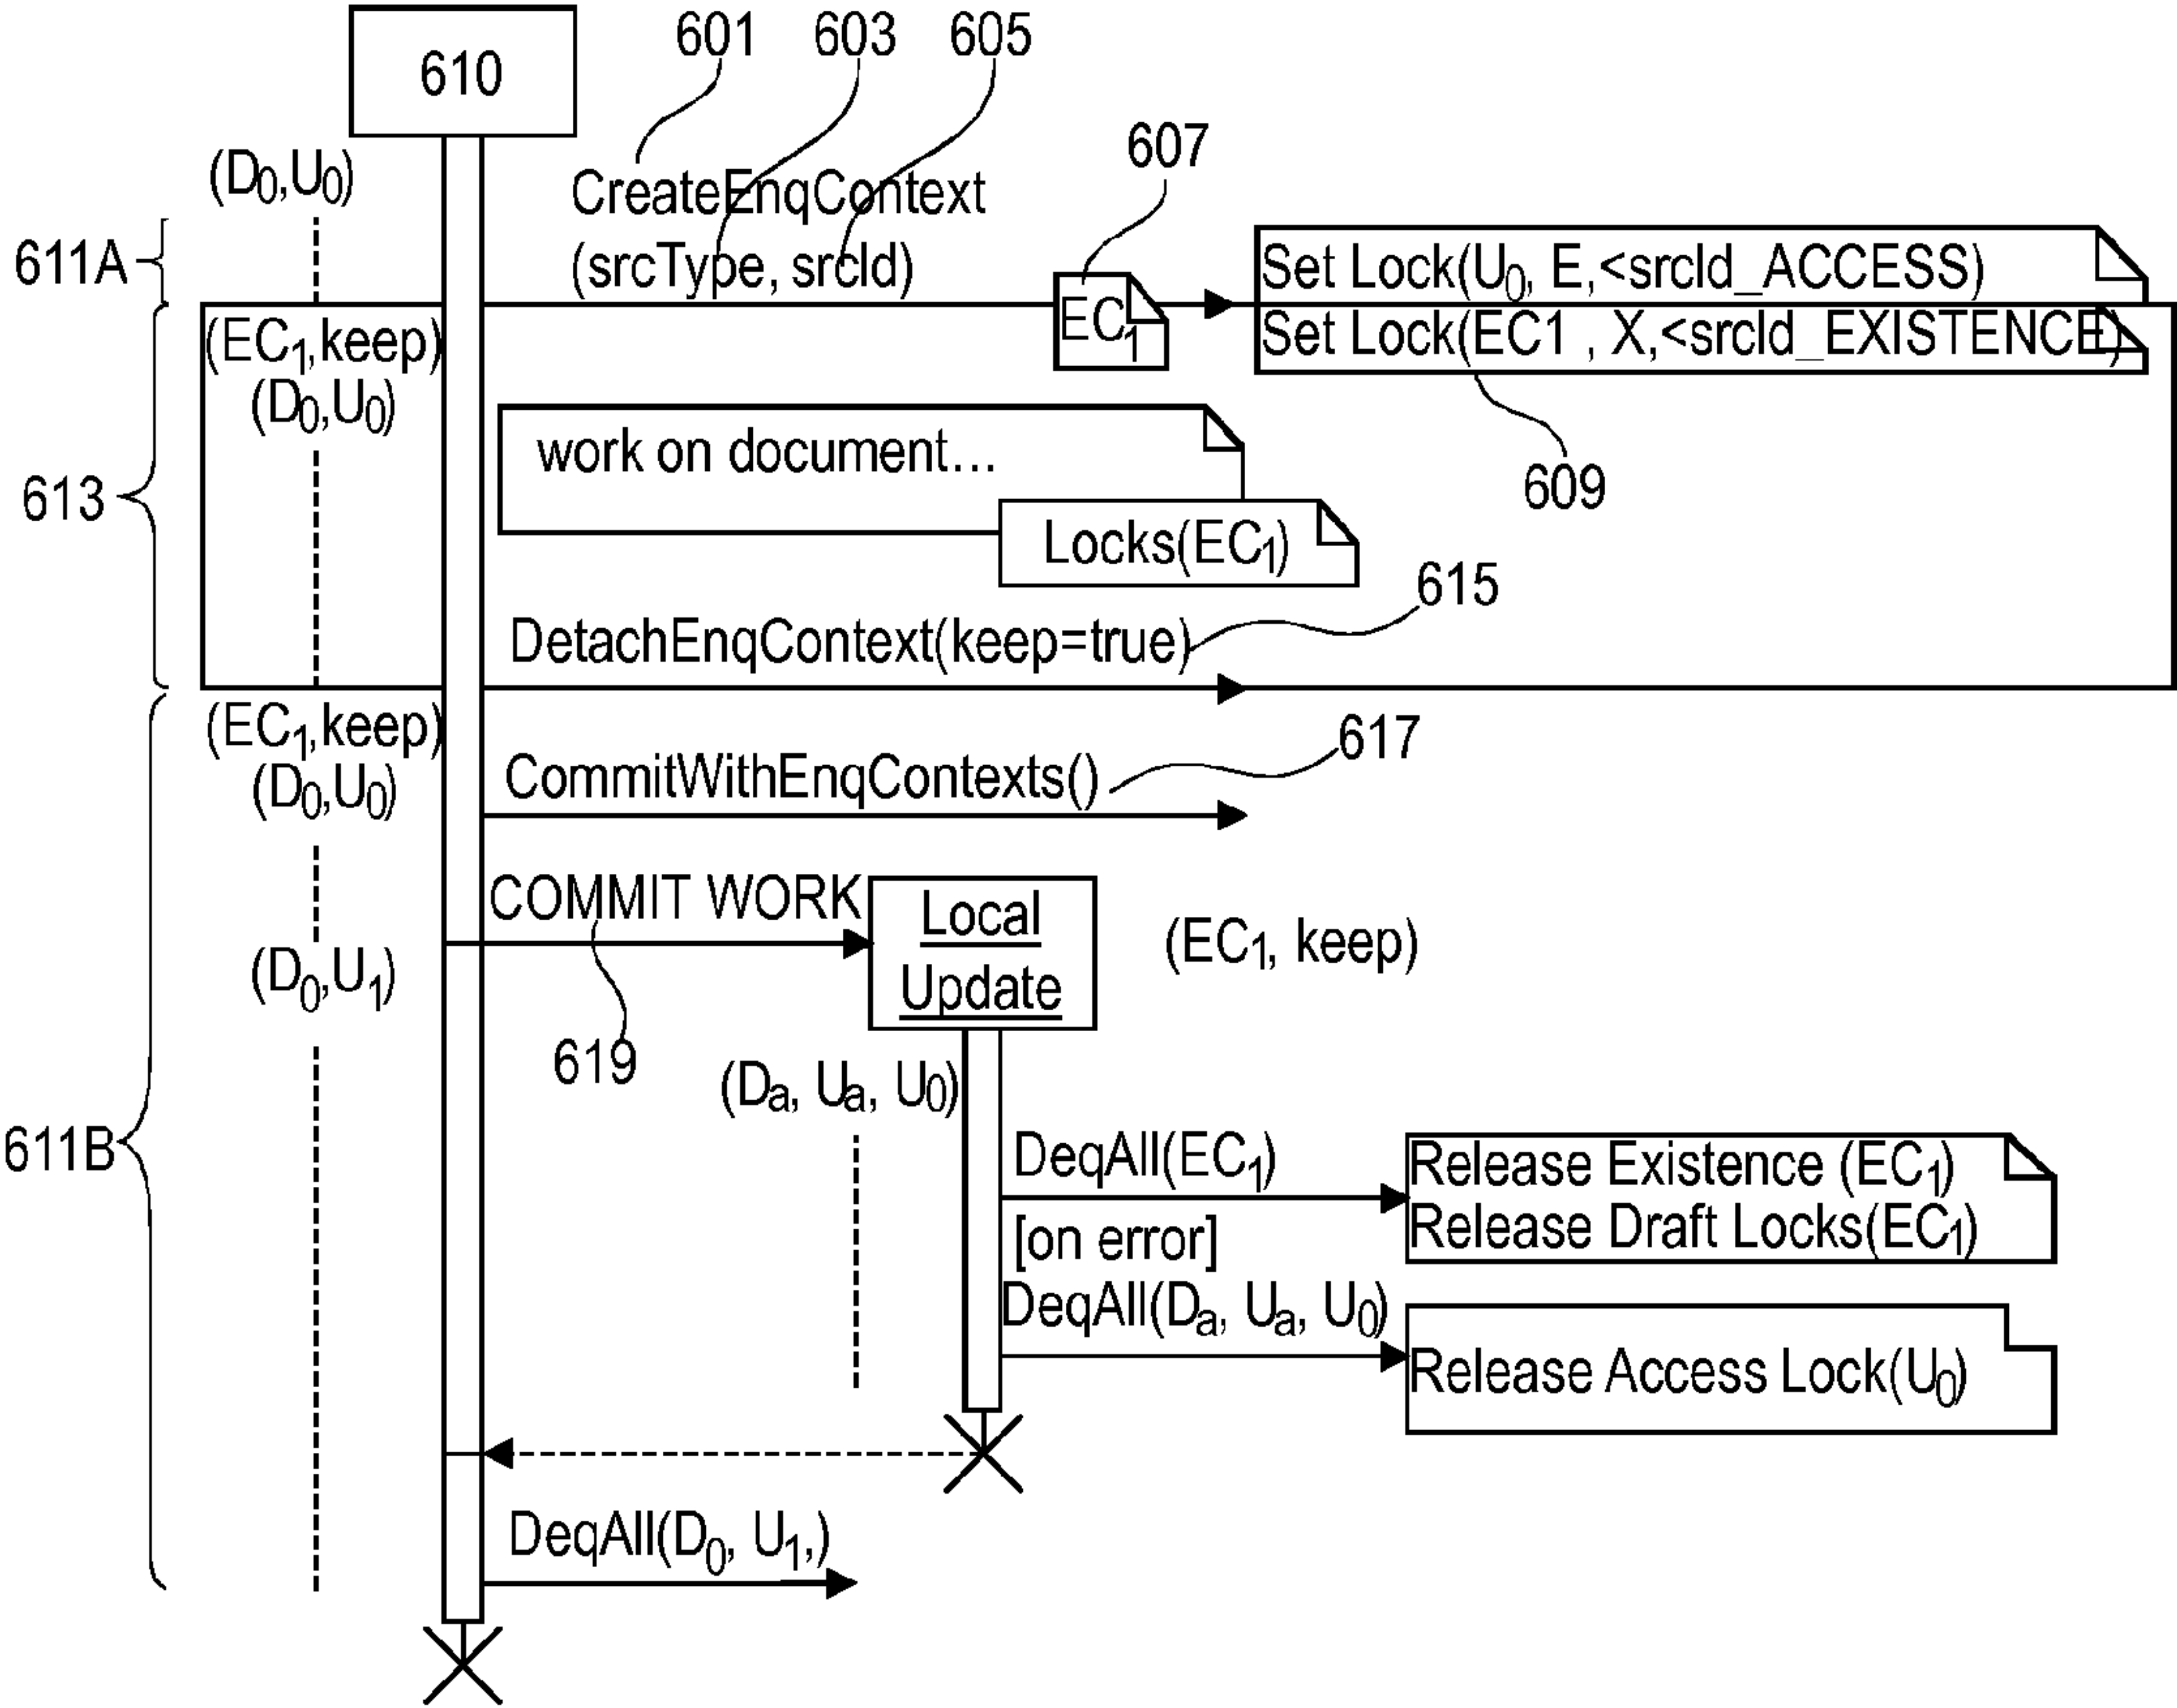 601 603 605
610
607
(D0,U0)
CreateEnqContext
(srcType, srcId)
611A
Set Lock(U0, E,<srcId_ACCESS)
EC1
Set Lock(EC1 , X,<srcId_EXISTENCE)
(EC1,keep)
(D0,U0)
work on document...
609
613
Locks(EC1)
615
DetachEnqContext(keep=true)
(EC1,keep)
617
CommitWithEnqContexts()
(D0,U0)
COMMIT WORK
Local
Update
(EC1, keep)
(D0,U1)
619
(Da, Ua, U0)
611B
DeqAll(EC1)
Release Existence (EC1)
Release Draft Locks(EC1)
[on error]
DeqAll(Da, Ua, U0)
Release Access Lock(U0)
DeqAll(D0, U1,)